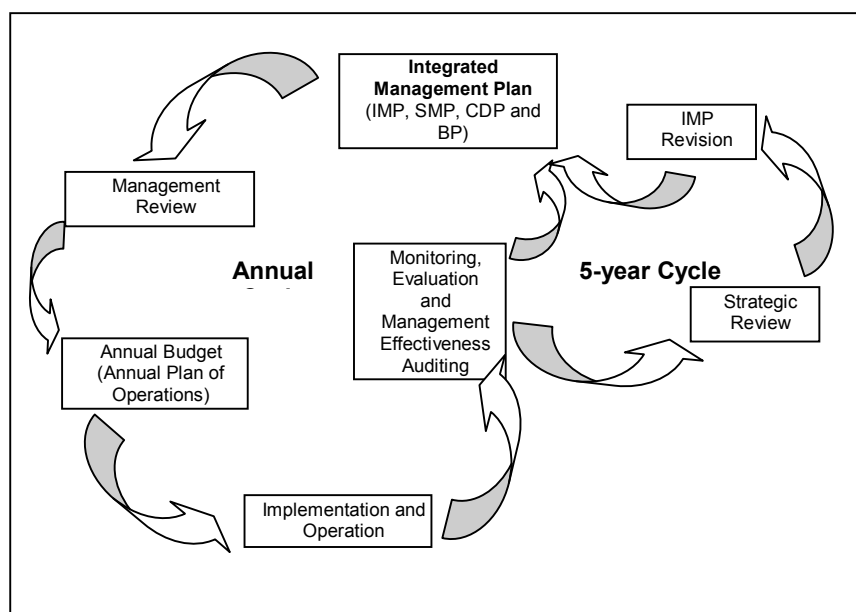 Integrated
Management Plan
(IMP, SMP, CDP and
BP)
IMP
Revision
Management
Review
Annual
Monitoring,
Evaluation
and
Management
Effectiveness
Auditing
5-year Cycle
Strategic
Review
Annual Budget
(Annual Plan of
Operations)
Implementation and
Operation